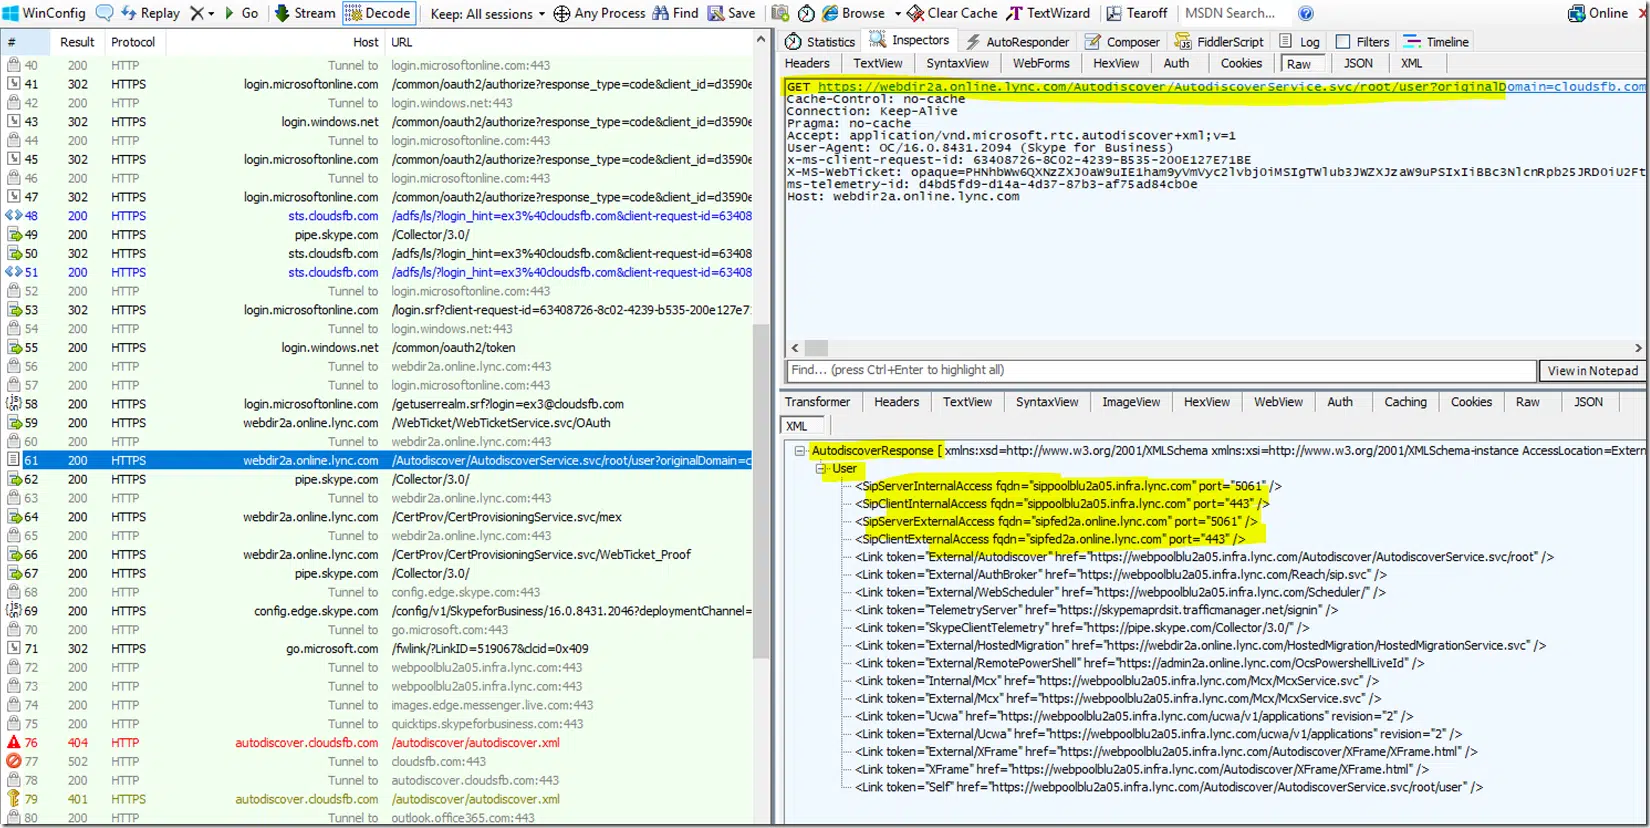 WinConfig Replay Go Stream Decode Keep: All sessions Any Process Find Save Browse Clear Cache TextWizard Tearoff MSDN Search... Online
# Result Protocol Host URL
40 200 HTTP Tunnel to login.microsoftonline.com:443
41 302 HTTPS login.microsoftonline.com /common/oauth2/authorize?response_type=code&client_id=d3590e
42 200 HTTP Tunnel to login.windows.net:443
43 302 HTTPS login.windows.net /common/oauth2/authorize?response_type=code&client_id=d3590e
44 200 HTTP Tunnel to login.microsoftonline.com:443
45 302 HTTPS login.microsoftonline.com /common/oauth2/authorize?response_type=code&client_id=d3590e
46 200 HTTP Tunnel to login.microsoftonline.com:443
47 302 HTTPS login.microsoftonline.com /common/oauth2/authorize?response_type=code&client_id=d3590e
48 200 HTTPS sts.cloudsfb.com /adfs/ls/?login_hint=ex3%40cloudsfb.com&client-request-id=63408
49 200 HTTPS pipe.skype.com /Collector/3.0/
50 302 HTTPS sts.cloudsfb.com /adfs/ls/?login_hint=ex3%40cloudsfb.com&client-request-id=63408
51 200 HTTPS sts.cloudsfb.com /adfs/ls/?login_hint=ex3%40cloudsfb.com&client-request-id=63408
52 200 HTTP Tunnel to login.microsoftonline.com:443
53 302 HTTPS login.microsoftonline.com /login.srf?client-request-id=63408726-8c02-4239-b535-200e127e7
54 200 HTTP Tunnel to login.windows.net:443
55 200 HTTPS login.windows.net /common/oauth2/token
56 200 HTTP Tunnel to webdir2a.online.lync.com:443
57 200 HTTP Tunnel to login.microsoftonline.com:443
58 200 HTTPS login.microsoftonline.com /getuserrealm.srf?login=ex3@cloudsfb.com
59 200 HTTPS webdir2a.online.lync.com /WebTicket/WebTicketService.svc/OAuth
60 200 HTTP Tunnel to webdir2a.online.lync.com:443
61 200 HTTPS webdir2a.online.lync.com /Autodiscover/AutodiscoverService.svc/root/user?originalDomain=c
62 200 HTTPS pipe.skype.com /Collector/3.0/
63 200 HTTP Tunnel to webdir2a.online.lync.com:443
64 200 HTTPS webdir2a.online.lync.com /CertProv/CertProvisioningService.svc/mex
65 200 HTTP Tunnel to webdir2a.online.lync.com:443
66 200 HTTPS webdir2a.online.lync.com /CertProv/CertProvisioningService.svc/WebTicket_Proof
67 200 HTTPS pipe.skype.com /Collector/3.0/
68 200 HTTP Tunnel to config.edge.skype.com:443
69 200 HTTPS config.edge.skype.com /config/v1/SkypeforBusiness/16.0.8431.2046?deploymentChannel=
70 200 HTTP Tunnel to go.microsoft.com:443
71 302 HTTPS go.microsoft.com /fwlink/?LinkID=519067&clcid=0x409
72 200 HTTP Tunnel to webpoolblu2a05.infra.lync.com:443
73 200 HTTP Tunnel to webpoolblu2a05.infra.lync.com:443
74 200 HTTP Tunnel to images.edge.messenger.live.com:443
75 200 HTTP Tunnel to quicktips.skypeforbusiness.com:443
76 404 HTTP autodiscover.cloudsfb.com /autodiscover/autodiscover.xml
77 502 HTTP Tunnel to cloudsfb.com:443
78 200 HTTP Tunnel to autodiscover.cloudsfb.com:443
79 401 HTTPS autodiscover.cloudsfb.com /autodiscover/autodiscover.xml
80 200 HTTP Tunnel to outlook.office365.com:443
Statistics Inspectors AutoResponder Composer FiddlerScript Log Filters Timeline
Headers TextView SyntaxView WebForms HexView Auth Cookies Raw JSON XML
GET https://webdir2a.online.lync.com/Autodiscover/AutodiscoverService.svc/root/user?originalDomain=cloudsfb.com
Cache-Control: no-cache
Connection: Keep-Alive
Pragma: no-cache
Accept: application/vnd.microsoft.rtc.autodiscover+xml;v=1
User-Agent: OC/16.0.8431.2094 (Skype for Business)
x-ms-client-request-id: 63408726-8C02-4239-B535-200E127E71BE
X-MS-WebTicket:
ms-telemetry-id: d4bd5fd9-d14a-4d37-87b3-af75ad84cb0e
Host: webdir2a.online.lync.com
Find... (press Ctrl+Enter to highlight all) View in Notepad
Transformer Headers TextView SyntaxView ImageView HexView WebView Auth Caching Cookies Raw JSON
XML
AutodiscoverResponse [ xmlns:xsd=http://www.w3.org/2001/XMLSchema xmlns:xsi=http://www.w3.org/2001/XMLSchema-instance AccessLocation=Extern
User
<SipServerInternalAccess fqdn="sippoolblu2a05.infra.lync.com" port="5061" />
<SipClientInternalAccess fqdn="sippoolblu2a05.infra.lync.com" port="443" />
<SipServerExternalAccess fqdn="sipfed2a.online.lync.com" port="5061" />
<SipClientExternalAccess fqdn="sipfed2a.online.lync.com" port="443" />
<Link token="External/Autodiscover" href="https://webpoolblu2a05.infra.lync.com/Autodiscover/AutodiscoverService.svc/root" />
<Link token="External/AuthBroker" href="https://webpoolblu2a05.infra.lync.com/Reach/sip.svc" />
<Link token="External/WebScheduler" href="https://webpoolblu2a05.infra.lync.com/Scheduler/" />
<Link token="TelemetryServer" href="https://skypemaprdsit.trafficmanager.net/signin" />
<Link token="SkypeClientTelemetry" href="https://pipe.skype.com/Collector/3.0/" />
<Link token="External/HostedMigration" href="https://webdir2a.online.lync.com/HostedMigration/HostedMigrationService.svc" />
<Link token="External/RemotePowerShell" href="https://admin2a.online.lync.com/OcsPowershellLiveId" />
<Link token="Internal/Mcx" href="https://webpoolblu2a05.infra.lync.com/Mcx/McxService.svc" />
<Link token="External/Mcx" href="https://webpoolblu2a05.infra.lync.com/Mcx/McxService.svc" />
<Link token="Ucwa" href="https://webpoolblu2a05.infra.lync.com/ucwa/v1/applications" revision="2" />
<Link token="External/Ucwa" href="https://webpoolblu2a05.infra.lync.com/ucwa/v1/applications" revision="2" />
<Link token="External/XFrame" href="https://webpoolblu2a05.infra.lync.com/Autodiscover/XFrame/XFrame.html" />
<Link token="XFrame" href="https://webpoolblu2a05.infra.lync.com/Autodiscover/XFrame/XFrame.html" />
<Link token="Self" href="https://webpoolblu2a05.infra.lync.com/Autodiscover/AutodiscoverService.svc/root/user" />